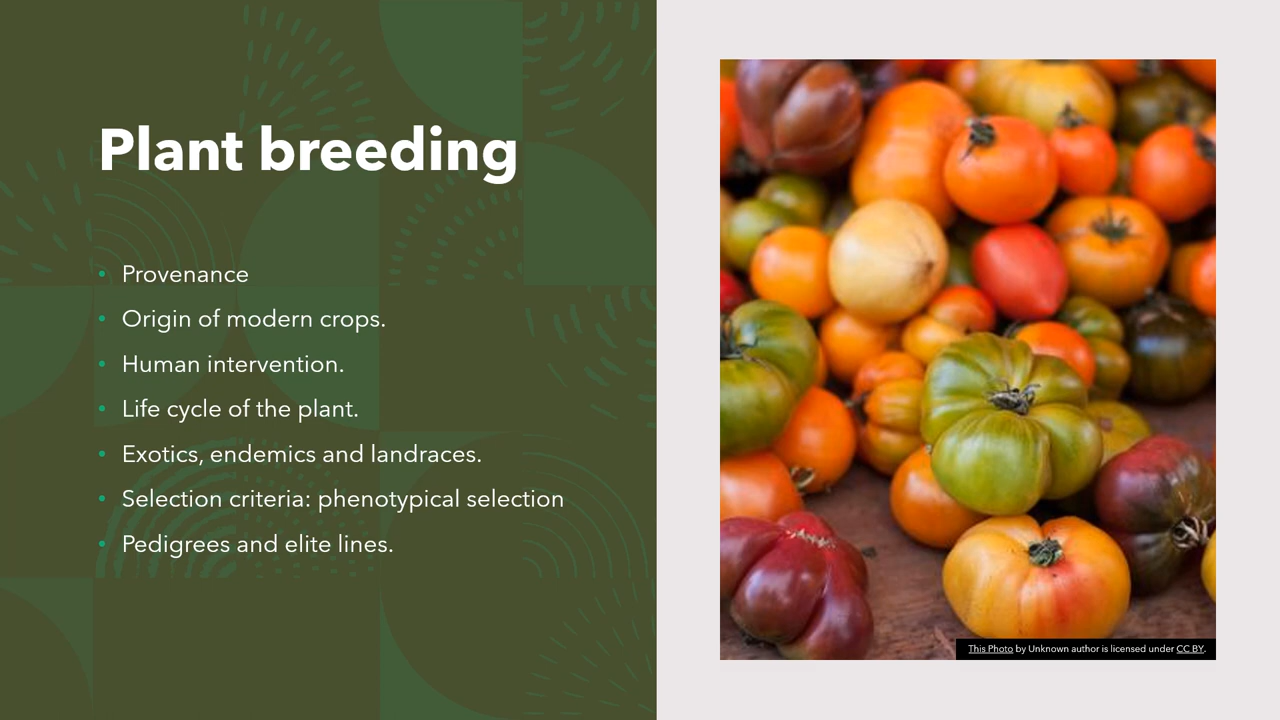 Plant breeding
• Provenance
• Origin of modern crops.
• Human intervention.
• Life cycle of the plant.
• Exotics, endemics and landraces.
• Selection criteria: phenotypical selection
• Pedigrees and elite lines.
This Photo by Unknown author is licensed under CC BY.